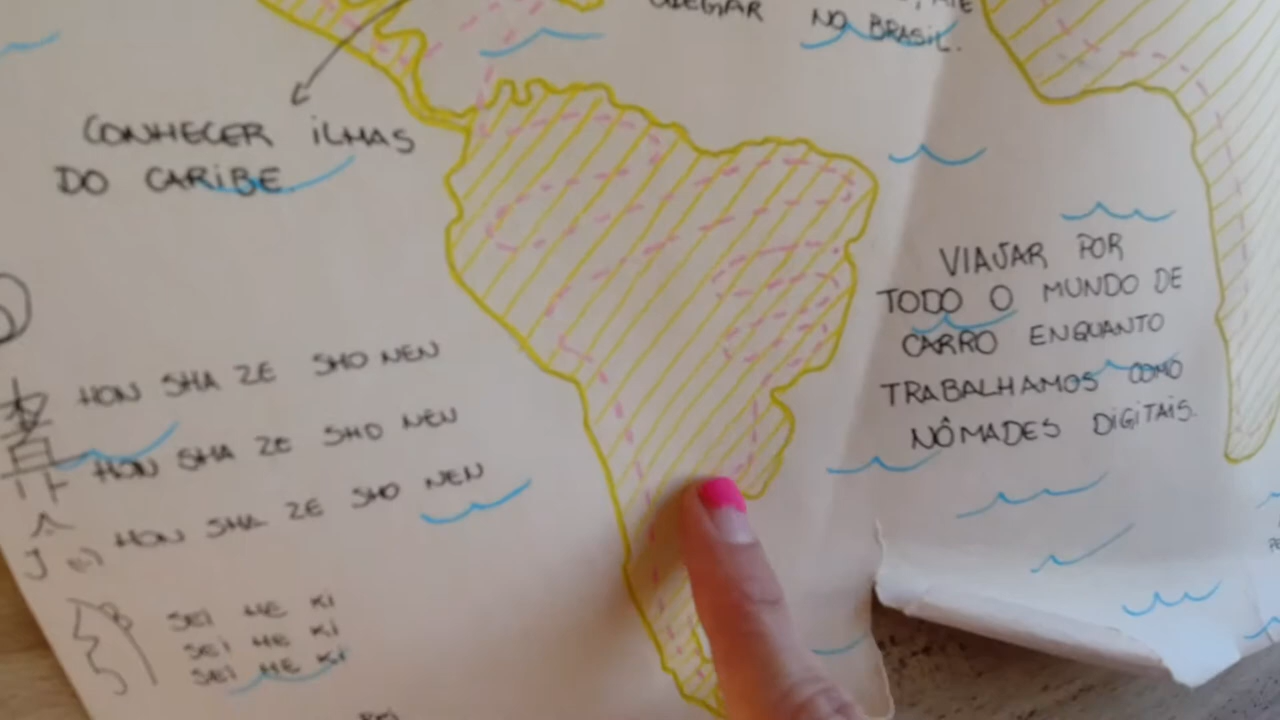 CHEGAR NO BRASIL.
CONHECER ILHAS
DO CARIBE
HON SHA ZE SHO NEN
HON SHA ZE SHO NEN
HON SHA ZE SHO NEN
SEI HE KI
SEI HE KI
SEI HE KI
VIAJAR POR
TODO O MUNDO DE
CARRO ENQUANTO
TRABALHAMOS COMO
NÔMADES DIGITAIS.